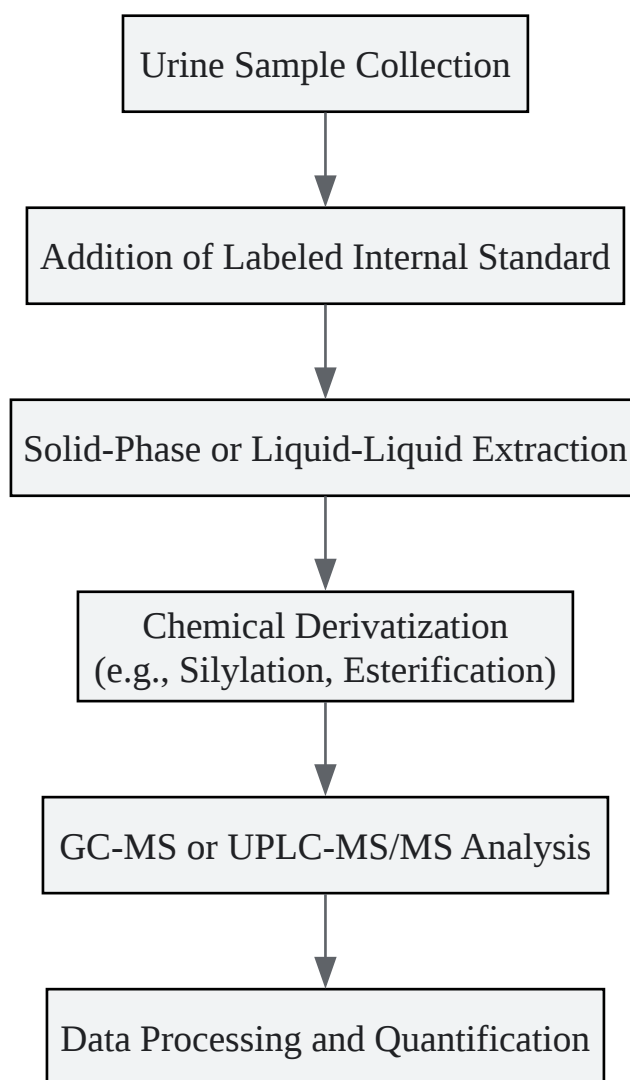 Urine Sample Collection
Addition of Labeled Internal Standard
Solid-Phase or Liquid-Liquid Extraction
Chemical Derivatization
(e.g., Silylation, Esterification)
GC-MS or UPLC-MS/MS Analysis
Data Processing and Quantification